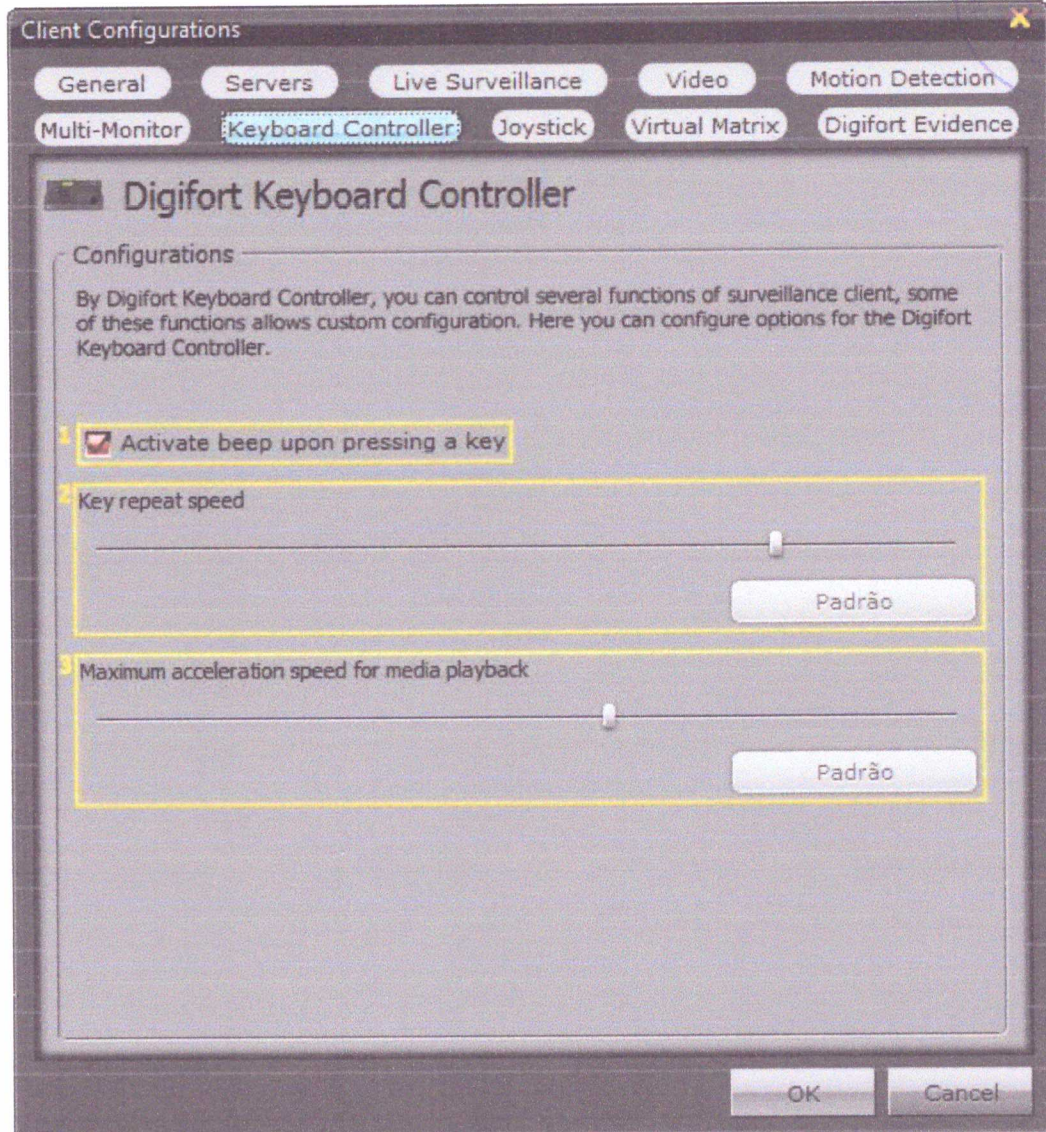 Client Configurations
General Servers Live Surveillance Video Motion Detection
Multi-Monitor Keyboard Controller Joystick Virtual Matrix Digifort Evidence
Digifort Keyboard Controller
Configurations
By Digifort Keyboard Controller, you can control several functions of surveillance client, some
of these functions allows custom configuration. Here you can configure options for the Digifort
Keyboard Controller.
1 Activate beep upon pressing a key
2 Key repeat speed
Padrão
3 Maximum acceleration speed for media playback
Padrão
OK Cancel